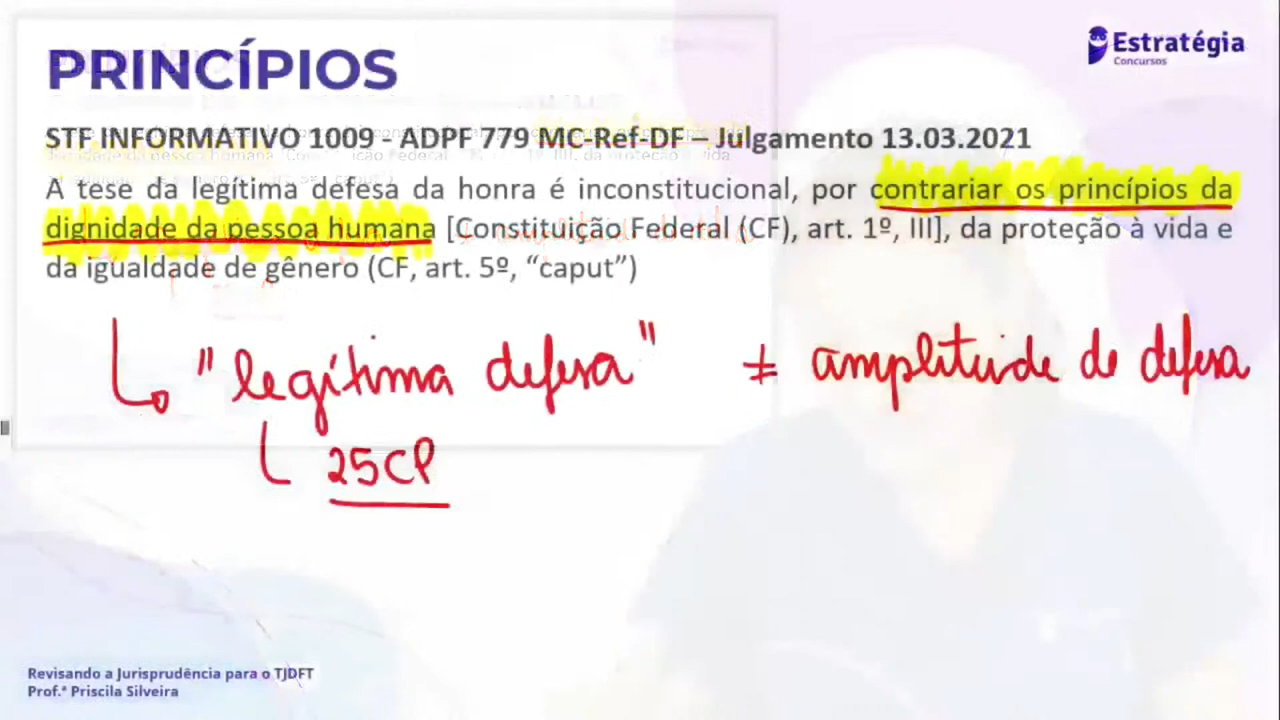 PRINCÍPIOS
Estratégia
Concursos
STF INFORMATIVO 1009 - ADPF 779 MC-Ref-DF – Julgamento 13.03.2021
A tese da legítima defesa da honra é inconstitucional, por contrariar os princípios da
dignidade da pessoa humana [Constituição Federal (CF), art. 1º, III], da proteção à vida e
da igualdade de gênero (CF, art. 5º, “caput”)
"legítima defesa" ≠ amplitude de defesa
25CP
Revisando a Jurisprudência para o TJDFT
Prof.ª Priscila Silveira